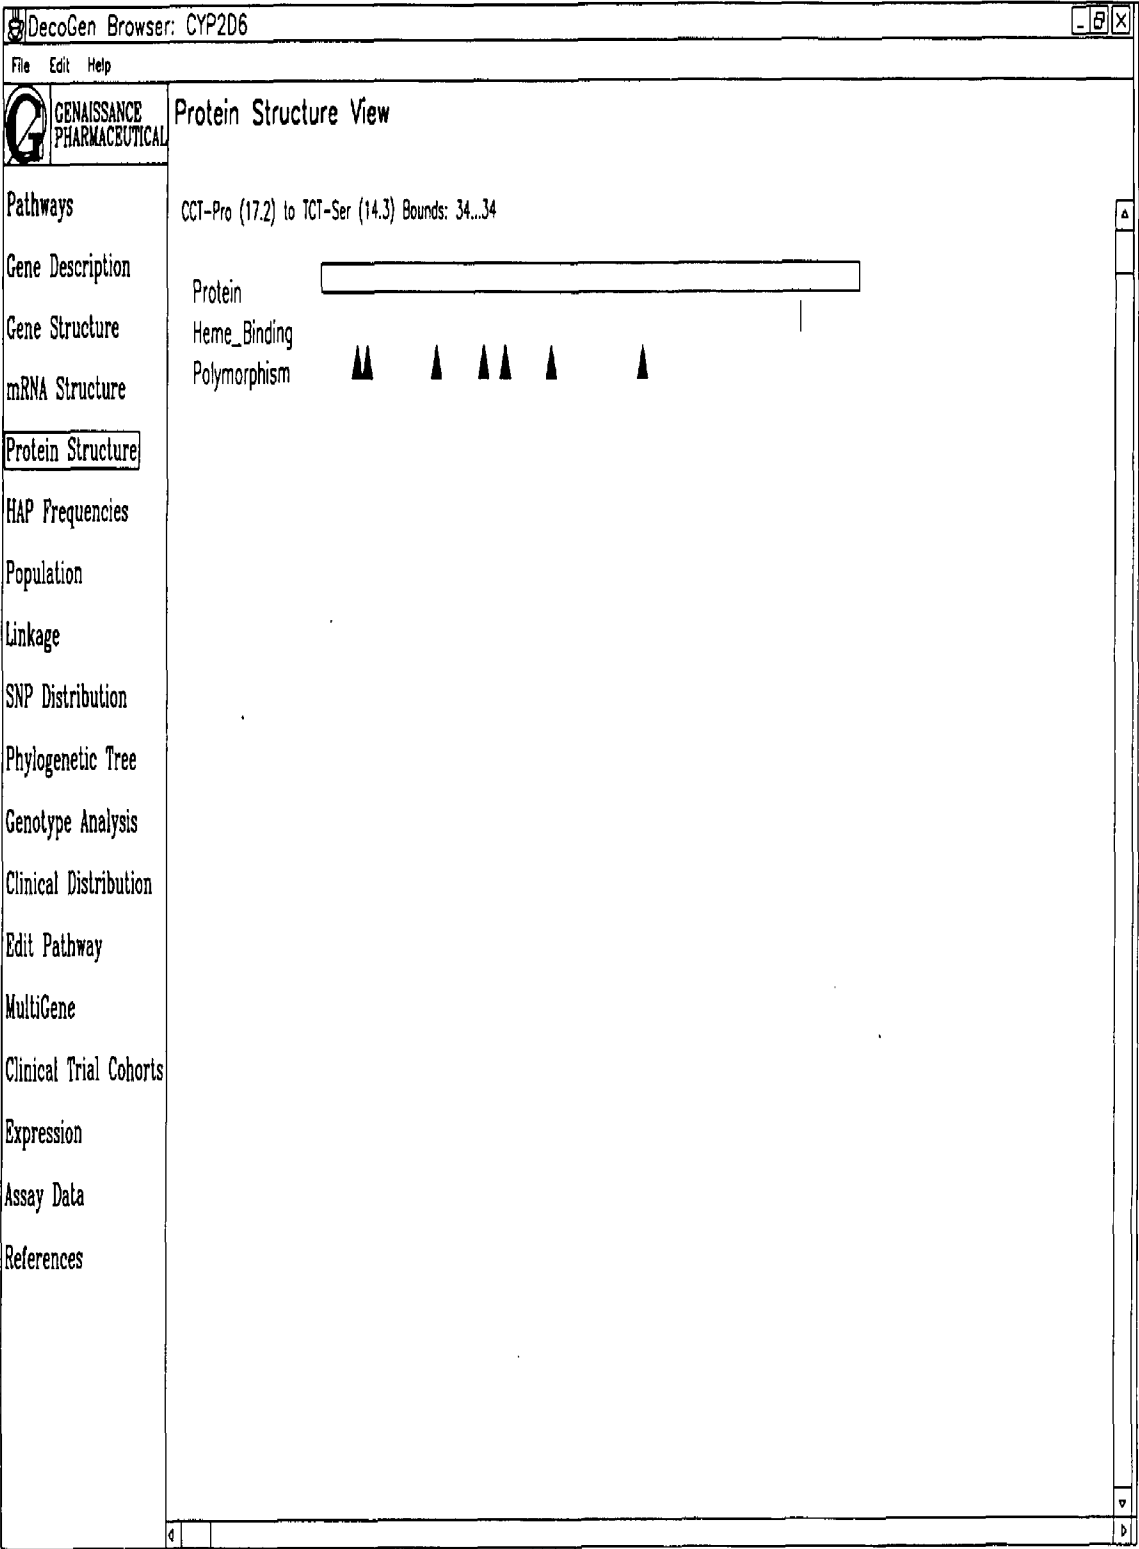 DecoGen Browser: CYP2D6
File Edit Help
G
GENAISSANCE
PHARMACEUTICAL
Protein Structure View
Pathways
Gene Description
Gene Structure
mRNA Structure
Protein Structure
HAP Frequencies
Population
Linkage
SNP Distribution
Phylogenetic Tree
Genotype Analysis
Clinical Distribution
Edit Pathway
MultiGene
Clinical Trial Cohorts
Expression
Assay Data
References
CCT-Pro (17.2) to TCT-Ser (14.3) Bounds: 34...34
Protein
Heme_Binding
Polymorphism